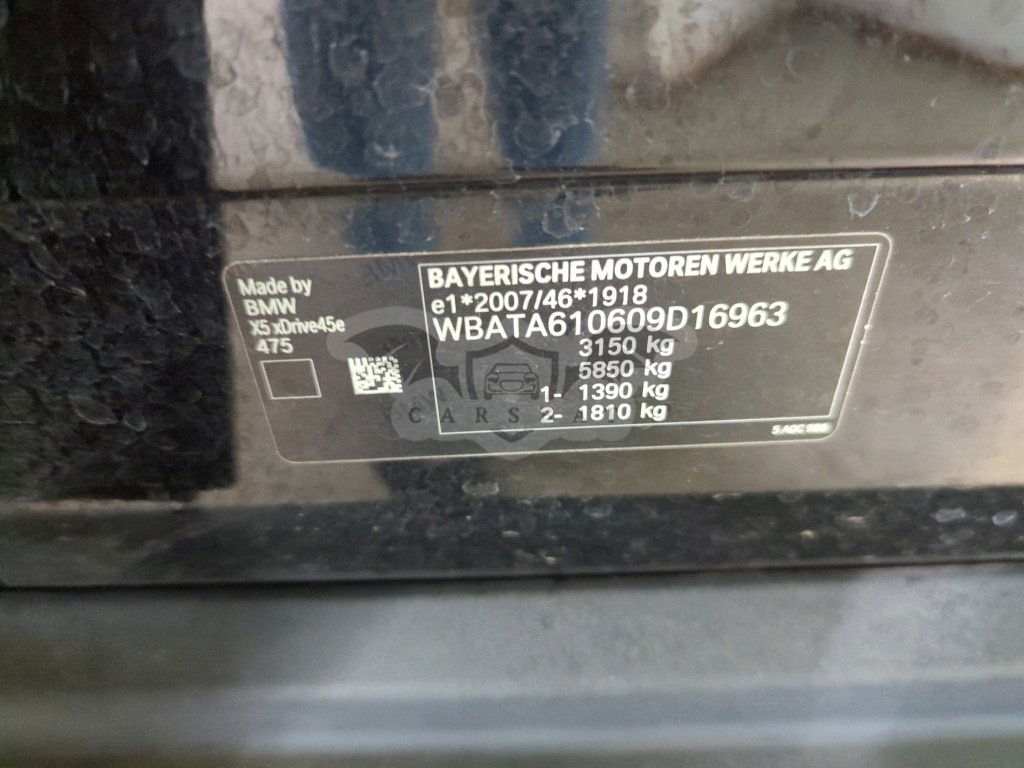 Made by
BMW
X5 xDrive45e
475
BAYERISCHE MOTOREN WERKE AG
e1*2007/46*1918
WBATA610609D16963
3150 kg
5850 kg
1- 1390 kg
2- 1810 kg
CARS